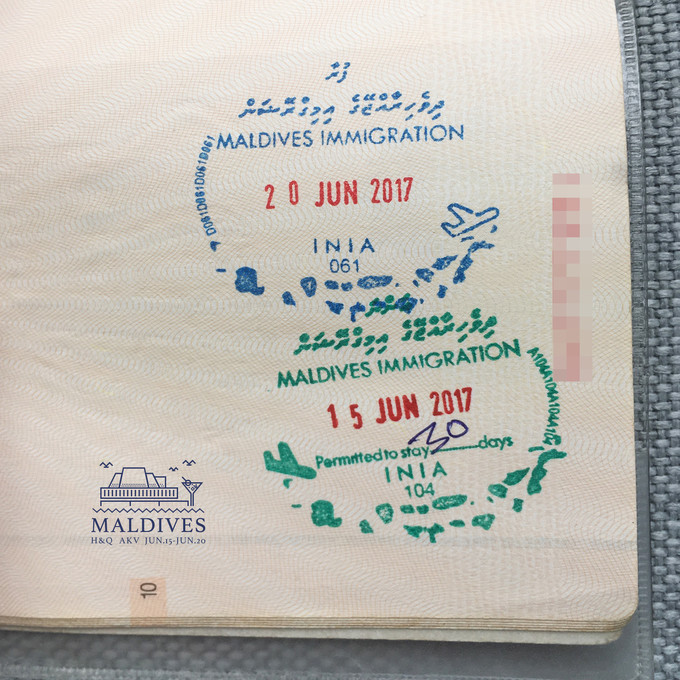 ފުރާ
ދިވެހިރާއްޖޭގެ އިމިގްރޭޝަން
MALDIVES IMMIGRATION
D061D061D061D061D061
20 JUN 2017
INIA
061
ދިވެހިރާއްޖޭގެ އިމިގްރޭޝަން
MALDIVES IMMIGRATION
15 JUN 2017
Permitted to stay 30 days
INIA
104
MALDIVES
H&Q AKV JUN.15-JUN.20
10